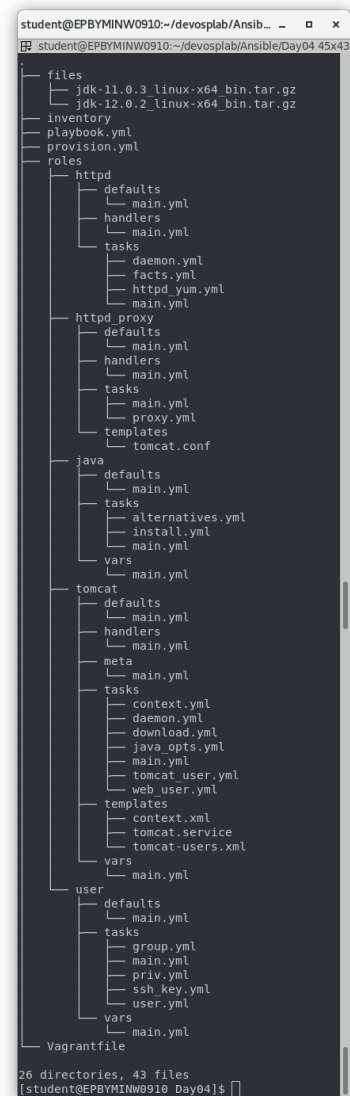 student@EPBYMINW0910:~/devosplab/Ansib...
student@EPBYMINW0910:~/devosplab/Ansible/Day04 45x43
.
├── files
│   ├── jdk-11.0.3_linux-x64_bin.tar.gz
│   └── jdk-12.0.2_linux-x64_bin.tar.gz
├── inventory
├── playbook.yml
├── provision.yml
├── roles
│   ├── httpd
│   │   ├── defaults
│   │   │   └── main.yml
│   │   ├── handlers
│   │   │   └── main.yml
│   │   └── tasks
│   │       ├── daemon.yml
│   │       ├── facts.yml
│   │       ├── httpd_yum.yml
│   │       └── main.yml
│   ├── httpd_proxy
│   │   ├── defaults
│   │   │   └── main.yml
│   │   ├── handlers
│   │   │   └── main.yml
│   │   ├── tasks
│   │   │   ├── main.yml
│   │   │   └── proxy.yml
│   │   └── templates
│   │       └── tomcat.conf
│   ├── java
│   │   ├── defaults
│   │   │   └── main.yml
│   │   ├── tasks
│   │   │   ├── alternatives.yml
│   │   │   ├── install.yml
│   │   │   └── main.yml
│   │   └── vars
│   │       └── main.yml
│   ├── tomcat
│   │   ├── defaults
│   │   │   └── main.yml
│   │   ├── handlers
│   │   │   └── main.yml
│   │   ├── meta
│   │   │   └── main.yml
│   │   ├── tasks
│   │   │   ├── context.yml
│   │   │   ├── daemon.yml
│   │   │   ├── download.yml
│   │   │   ├── java_opts.yml
│   │   │   ├── main.yml
│   │   │   ├── tomcat_user.yml
│   │   │   └── web_user.yml
│   │   ├── templates
│   │   │   ├── context.xml
│   │   │   ├── tomcat.service
│   │   │   └── tomcat-users.xml
│   │   └── vars
│   │       └── main.yml
│   └── user
│       ├── defaults
│       │   └── main.yml
│       ├── tasks
│       │   ├── group.yml
│       │   ├── main.yml
│       │   ├── priv.yml
│       │   ├── ssh_key.yml
│       │   └── user.yml
│       └── vars
│           └── main.yml
└── Vagrantfile

26 directories, 43 files
[student@EPBYMINW0910 Day04]$